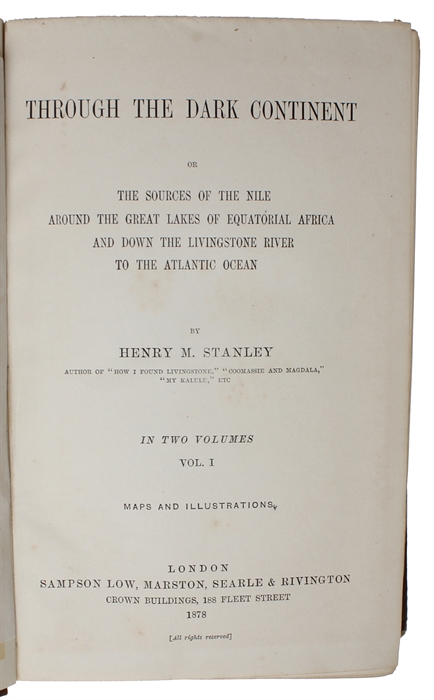 THROUGH THE DARK CONTINENT
OR
THE SOURCES OF THE NILE
AROUND THE GREAT LAKES OF EQUATORIAL AFRICA
AND DOWN THE LIVINGSTONE RIVER
TO THE ATLANTIC OCEAN
BY
HENRY M. STANLEY
AUTHOR OF "HOW I FOUND LIVINGSTONE," "COOMASSIE AND MAGDALA,"
"MY KALULU," ETC
IN TWO VOLUMES
VOL. I
MAPS AND ILLUSTRATIONS
LONDON
SAMPSON LOW, MARSTON, SEARLE & RIVINGTON
CROWN BUILDINGS, 188 FLEET STREET
1878
[All rights reserved]